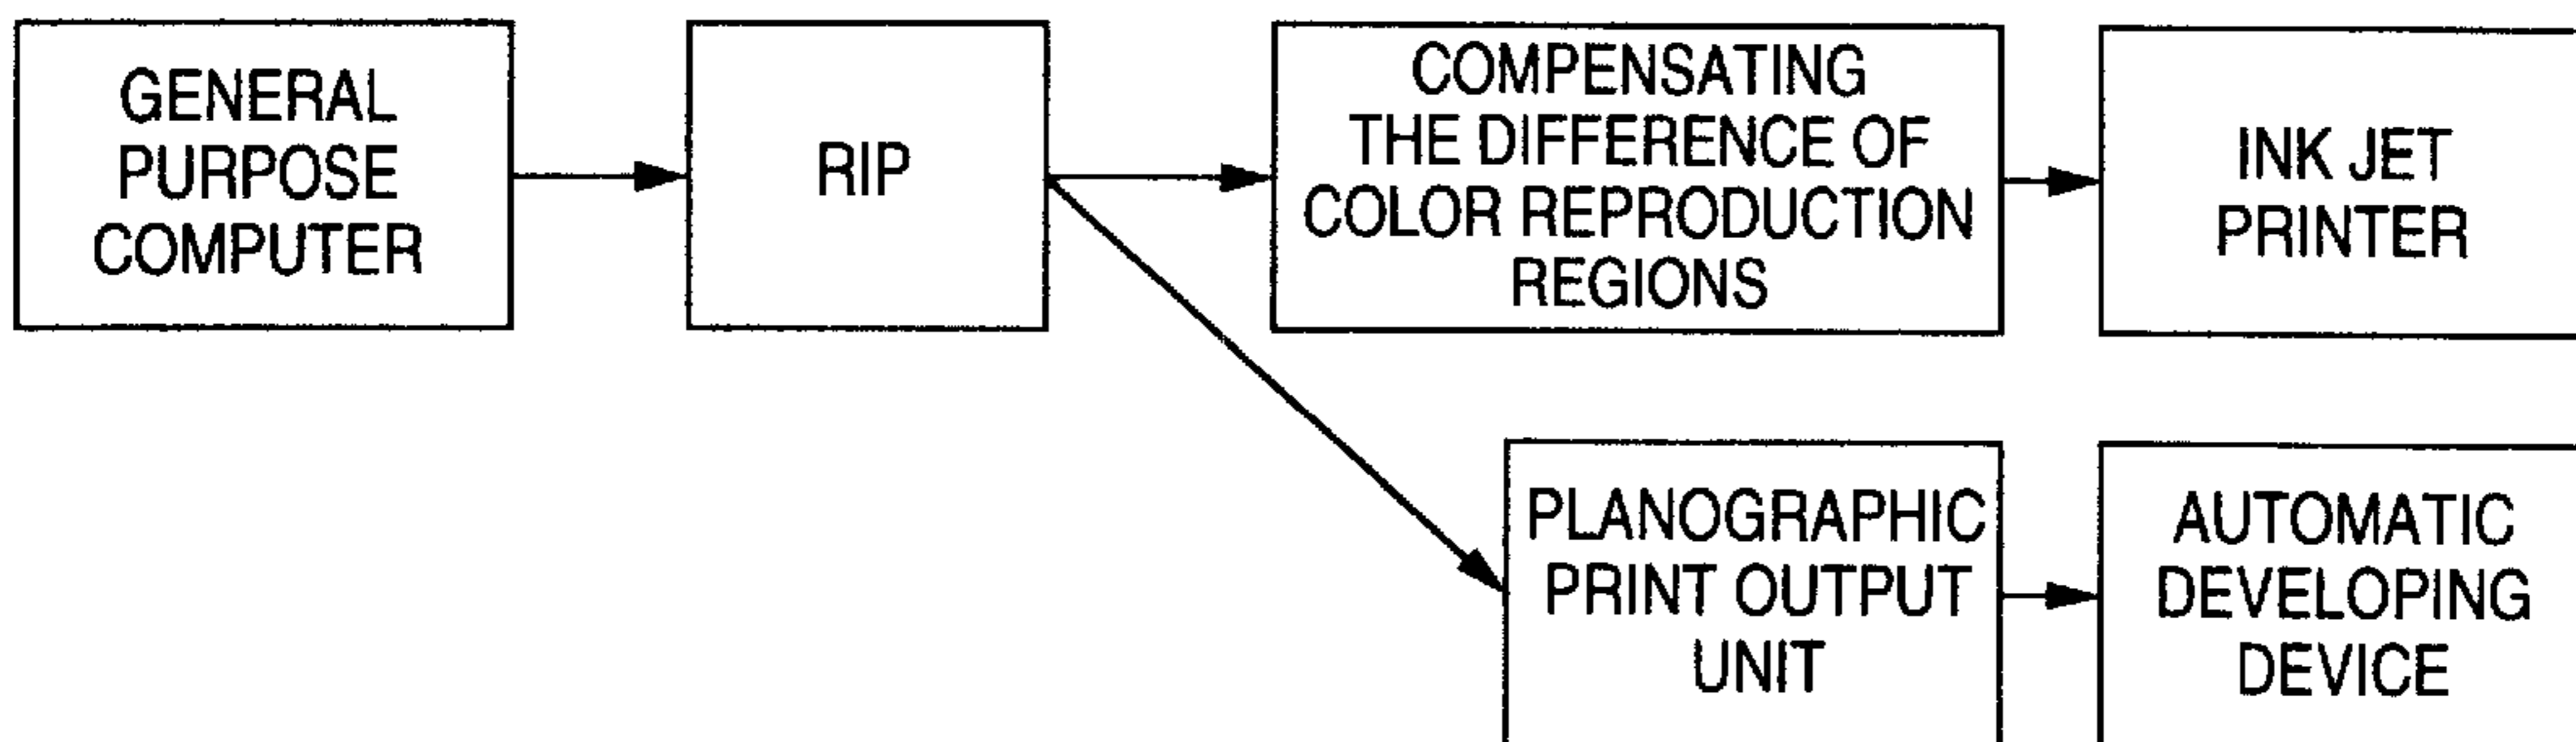 GENERAL
PURPOSE
COMPUTER
RIP
COMPENSATING
THE DIFFERENCE OF
COLOR REPRODUCTION
REGIONS
INK JET
PRINTER
PLANOGRAPHIC
PRINT OUTPUT
UNIT
AUTOMATIC
DEVELOPING
DEVICE